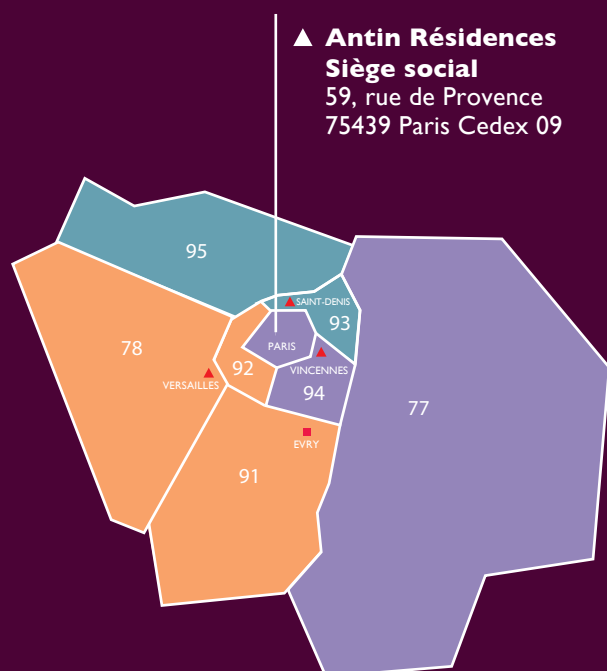 ▲ Antin Résidences
Siège social
59, rue de Provence
75439 Paris Cedex 09
95
SAINT-DENIS
93
78
PARIS
92
VINCENNES
VERSAILLES
94
77
EVRY
91